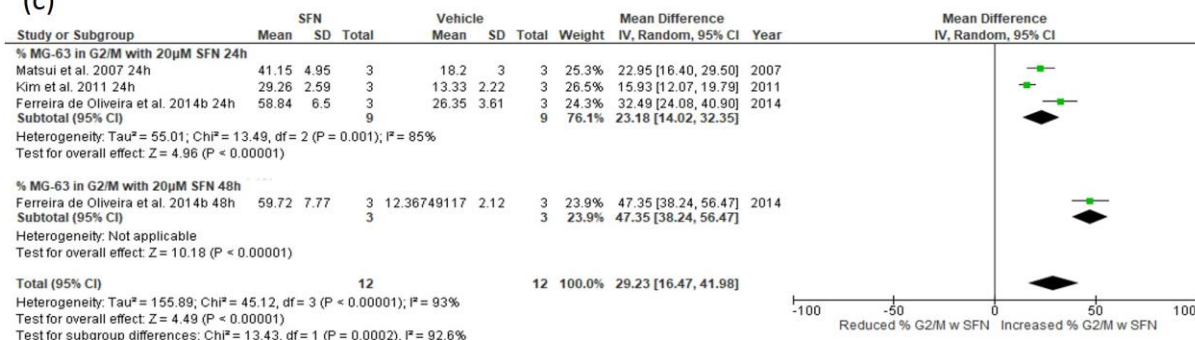 (c)
SFN Vehicle Mean Difference Mean Difference
Study or Subgroup Mean SD Total Mean SD Total Weight IV, Random, 95% CI Year IV, Random, 95% CI
% MG-63 in G2/M with 20µM SFN 24h
Matsui et al. 2007 24h 41.15 4.95 3 18.2 3 3 25.3% 22.95 [16.40, 29.50] 2007
Kim et al. 2011 24h 29.26 2.59 3 13.33 2.22 3 26.5% 15.93 [12.07, 19.79] 2011
Ferreira de Oliveira et al. 2014b 24h 58.84 6.5 3 26.35 3.61 3 24.3% 32.49 [24.08, 40.90] 2014
Subtotal (95% CI) 9 9 76.1% 23.18 [14.02, 32.35]
Heterogeneity: Tau² = 55.01; Chi² = 13.49, df = 2 (P = 0.001); I² = 85%
Test for overall effect: Z = 4.96 (P < 0.00001)
% MG-63 in G2/M with 20µM SFN 48h
Ferreira de Oliveira et al. 2014b 48h 59.72 7.77 3 12.36749117 2.12 3 23.9% 47.35 [38.24, 56.47] 2014
Subtotal (95% CI) 3 3 23.9% 47.35 [38.24, 56.47]
Heterogeneity: Not applicable
Test for overall effect: Z = 10.18 (P < 0.00001)
Total (95% CI) 12 12 100.0% 29.23 [16.47, 41.98]
Heterogeneity: Tau² = 155.89; Chi² = 45.12, df = 3 (P < 0.00001); I² = 93%
Test for overall effect: Z = 4.49 (P < 0.00001)
Test for subgroup differences: Chi² = 13.43, df = 1 (P = 0.0002), I² = 92.6%
-100 -50 0 50 100
Reduced % G2/M w SFN Increased % G2/M w SFN